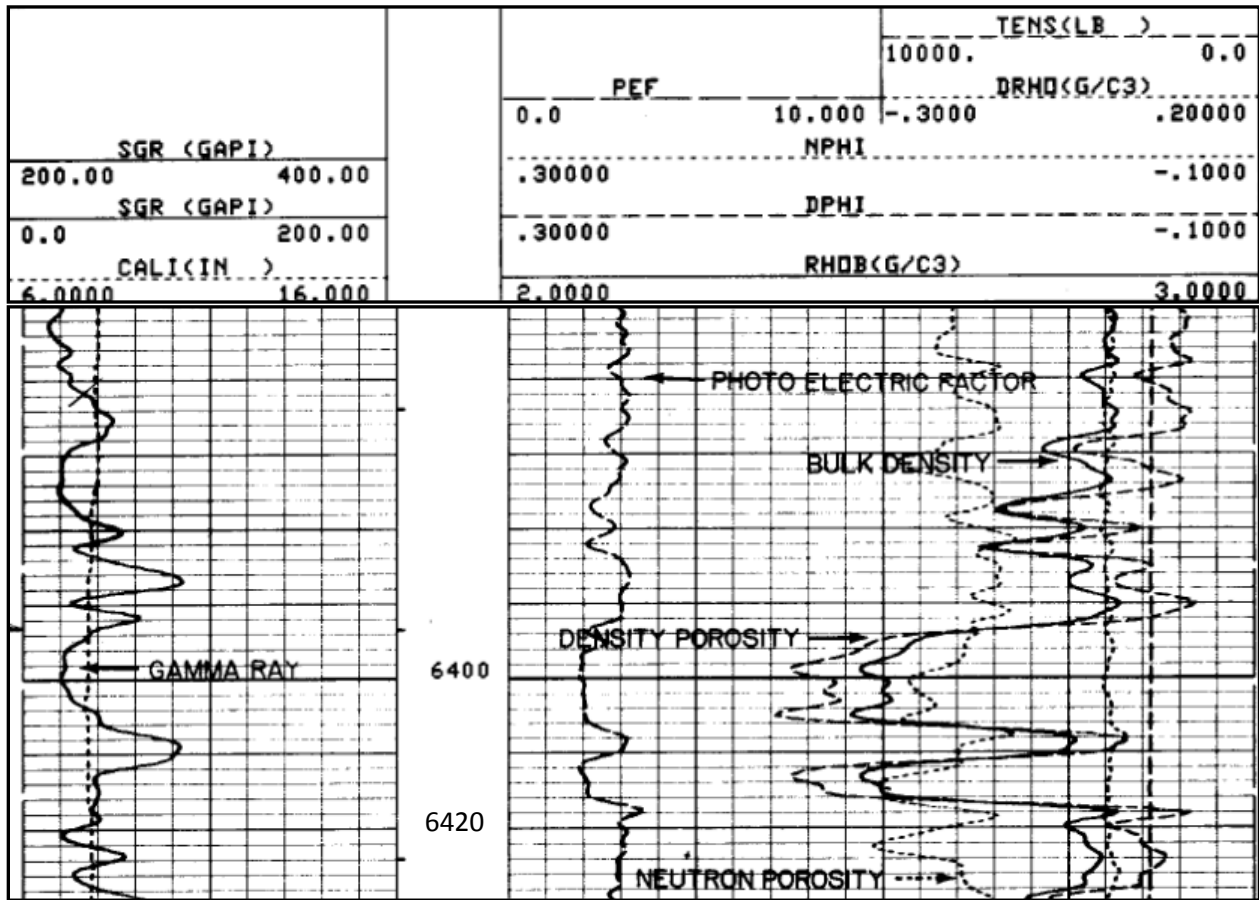 TENS(LB )
10000. 0.0
PEF DRHO(G/C3)
0.0 10.000 -.3000 .20000
SGR (GAPI) NPHI
200.00 400.00 .30000 -.1000
SGR (GAPI) DPHI
0.0 200.00 .30000 -.1000
CALI(IN ) RHOB(G/C3)
6.0000 16.000 2.0000 3.0000
PHOTO ELECTRIC FACTOR
BULK DENSITY
DENSITY POROSITY
GAMMA RAY
6400
6420
NEUTRON POROSITY